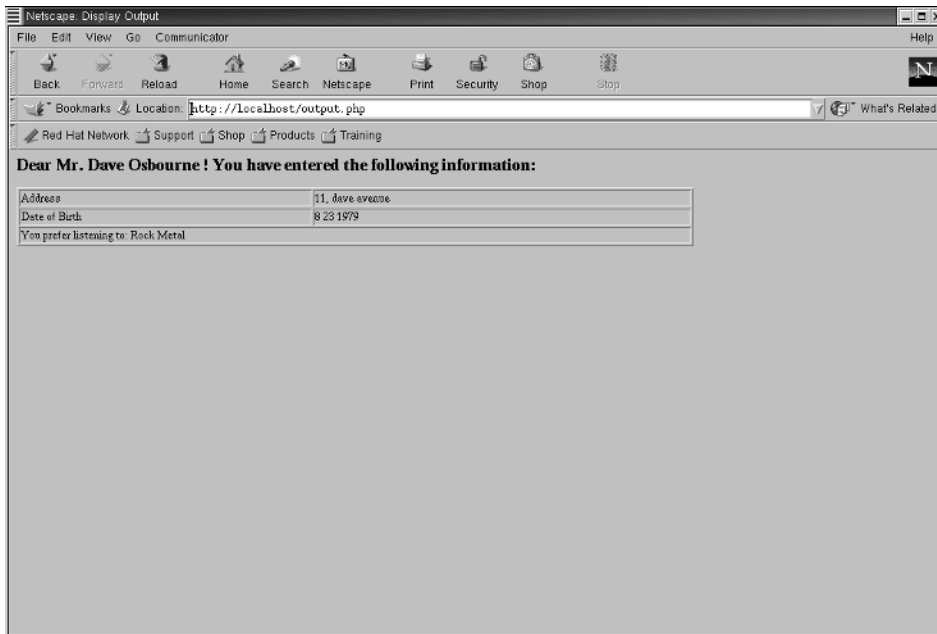 Netscape: Display Output
File Edit View Go Communicator Help
Back Forward Reload Home Search Netscape Print Security Shop Stop
N
Bookmarks Location: http://localhost/output.php What's Related
Red Hat Network Support Shop Products Training
Dear Mr. Dave Osbourne ! You have entered the following information:
Address 11, dave avenue
Date of Birth 8 23 1979
You prefer listening to: Rock Metal